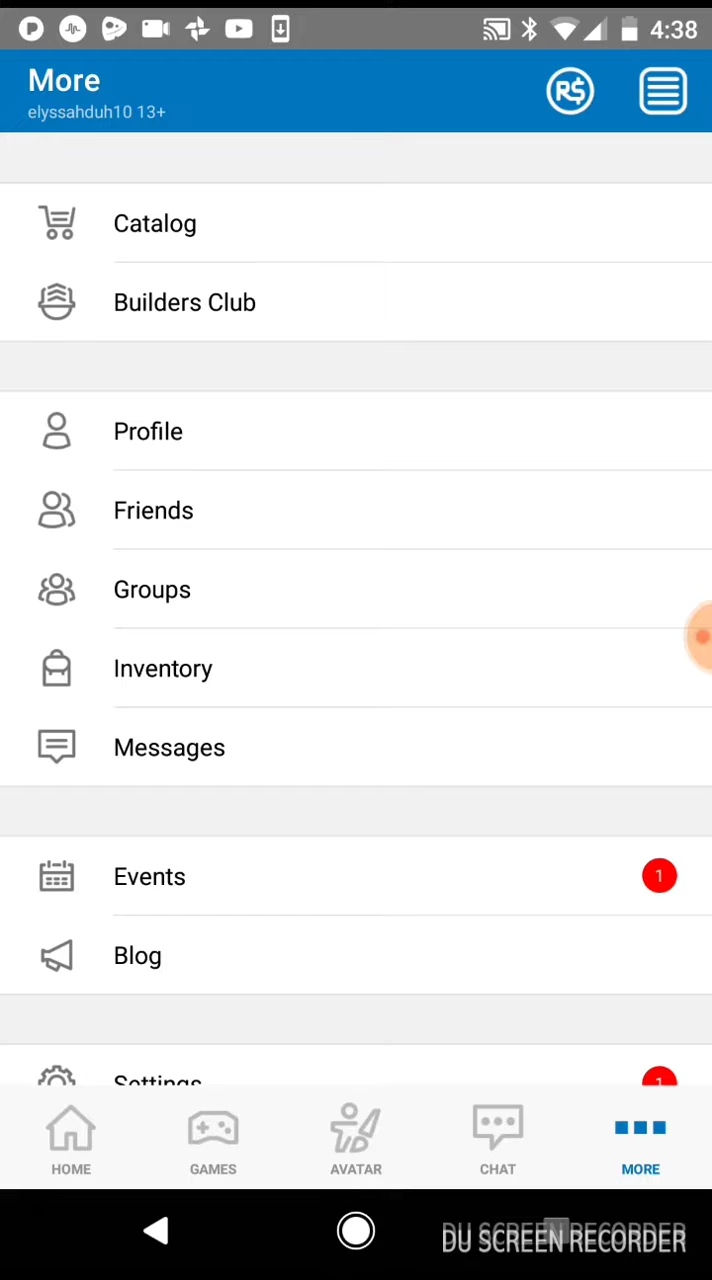 4:38
More
elyssahduh10 13+
R$
Catalog
Builders Club
Profile
Friends
Groups
Inventory
Messages
Events
1
Blog
Settings
1
HOME
GAMES
AVATAR
CHAT
MORE
DU SCREEN RECORDER